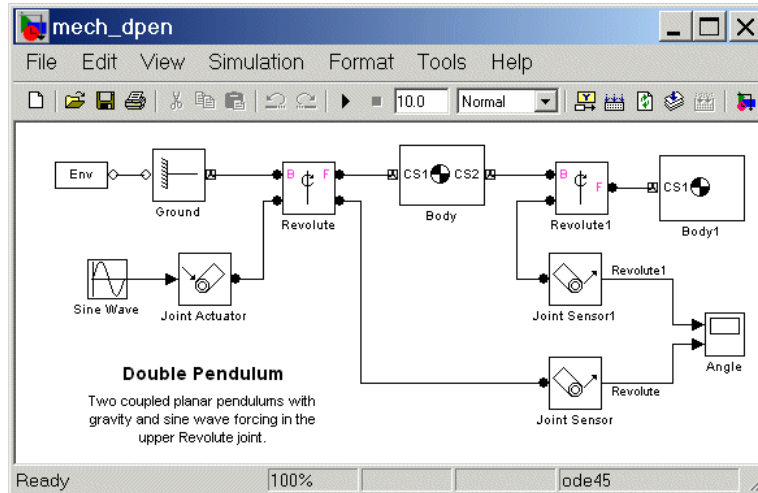 mech_dpen
File Edit View Simulation Format Tools Help
10.0 Normal
Env
Ground
B F
Revolute
CS1 CS2
Body
B F
Revolute1
CS1
Body1
Sine Wave
Joint Actuator
Revolute1
Joint Sensor1
Angle
Revolute
Joint Sensor
Double Pendulum
Two coupled planar pendulums with
gravity and sine wave forcing in the
upper Revolute joint.
Ready 100% ode45